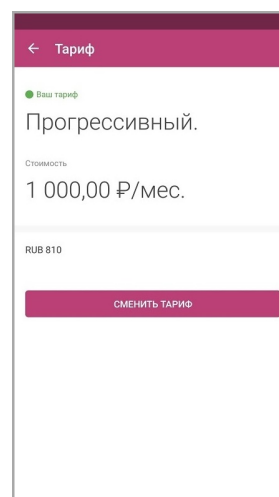 Тариф
Ваш тариф
Прогрессивный.
Стоимость
1 000,00 ₽/мес.
RUB 810
СМЕНИТЬ ТАРИФ